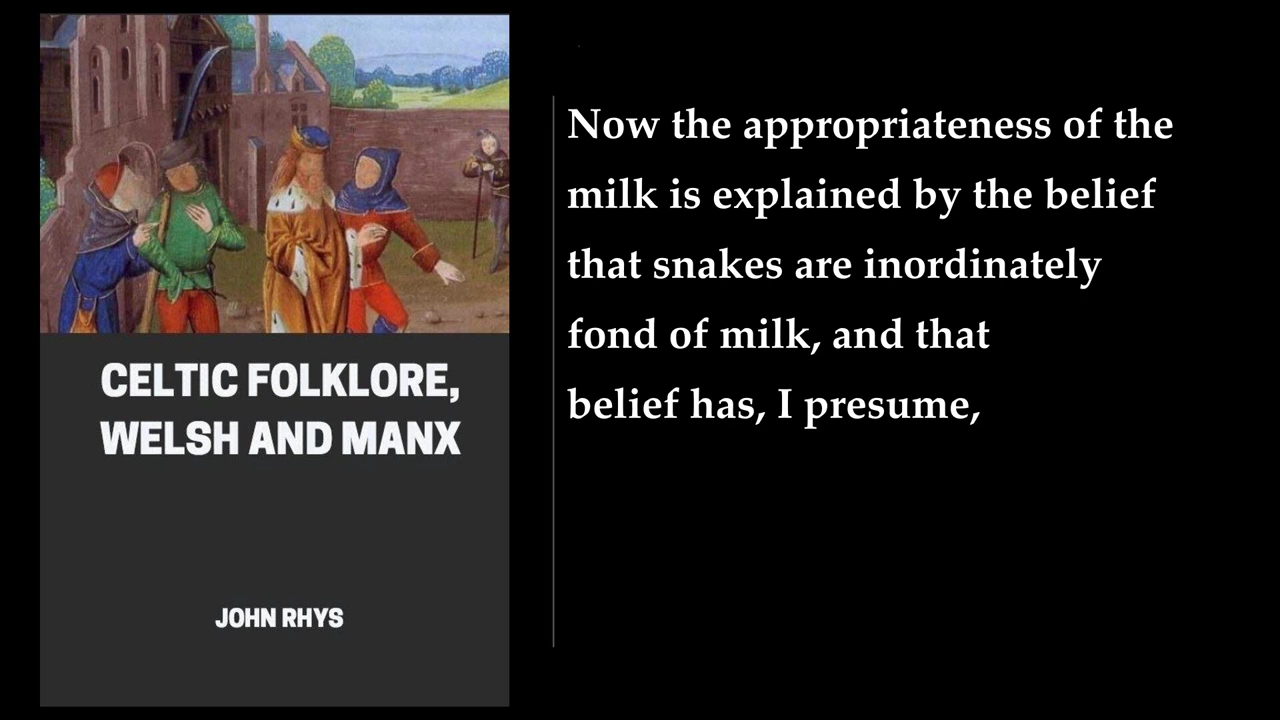 CELTIC FOLKLORE,
WELSH AND MANX
JOHN RHYS
Now the appropriateness of the
milk is explained by the belief
that snakes are inordinately
fond of milk, and that
belief has, I presume,